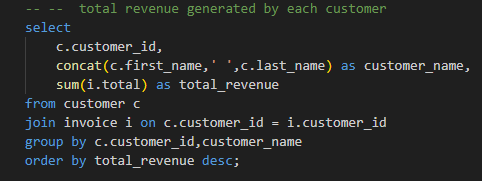 -- --  total revenue generated by each customer
select
    c.customer_id,
    concat(c.first_name,' ',c.last_name) as customer_name,
    sum(i.total) as total_revenue
from customer c
join invoice i on c.customer_id = i.customer_id
group by c.customer_id,customer_name
order by total_revenue desc;